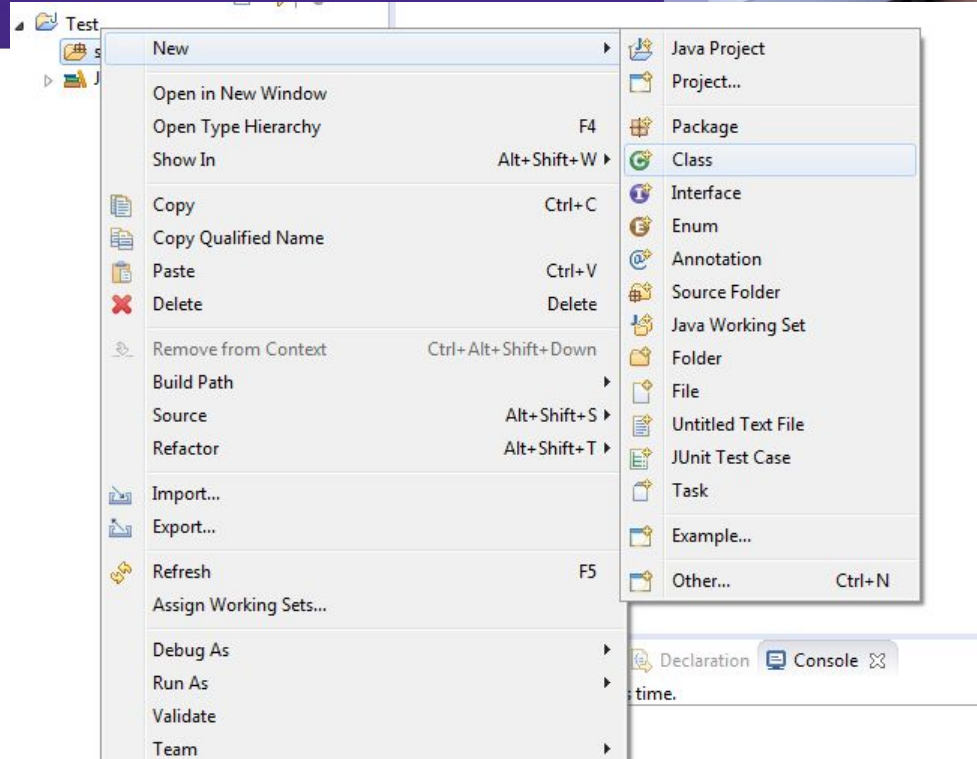 Test
s
J
New
Open in New Window
Open Type Hierarchy F4
Show In Alt+Shift+W
Copy Ctrl+C
Copy Qualified Name
Paste Ctrl+V
Delete Delete
Remove from Context Ctrl+Alt+Shift+Down
Build Path
Source Alt+Shift+S
Refactor Alt+Shift+T
Import...
Export...
Refresh F5
Assign Working Sets...
Debug As
Run As
Validate
Team
Java Project
Project...
Package
Class
Interface
Enum
Annotation
Source Folder
Java Working Set
Folder
File
Untitled Text File
JUnit Test Case
Task
Example...
Other... Ctrl+N
Declaration Console
time.